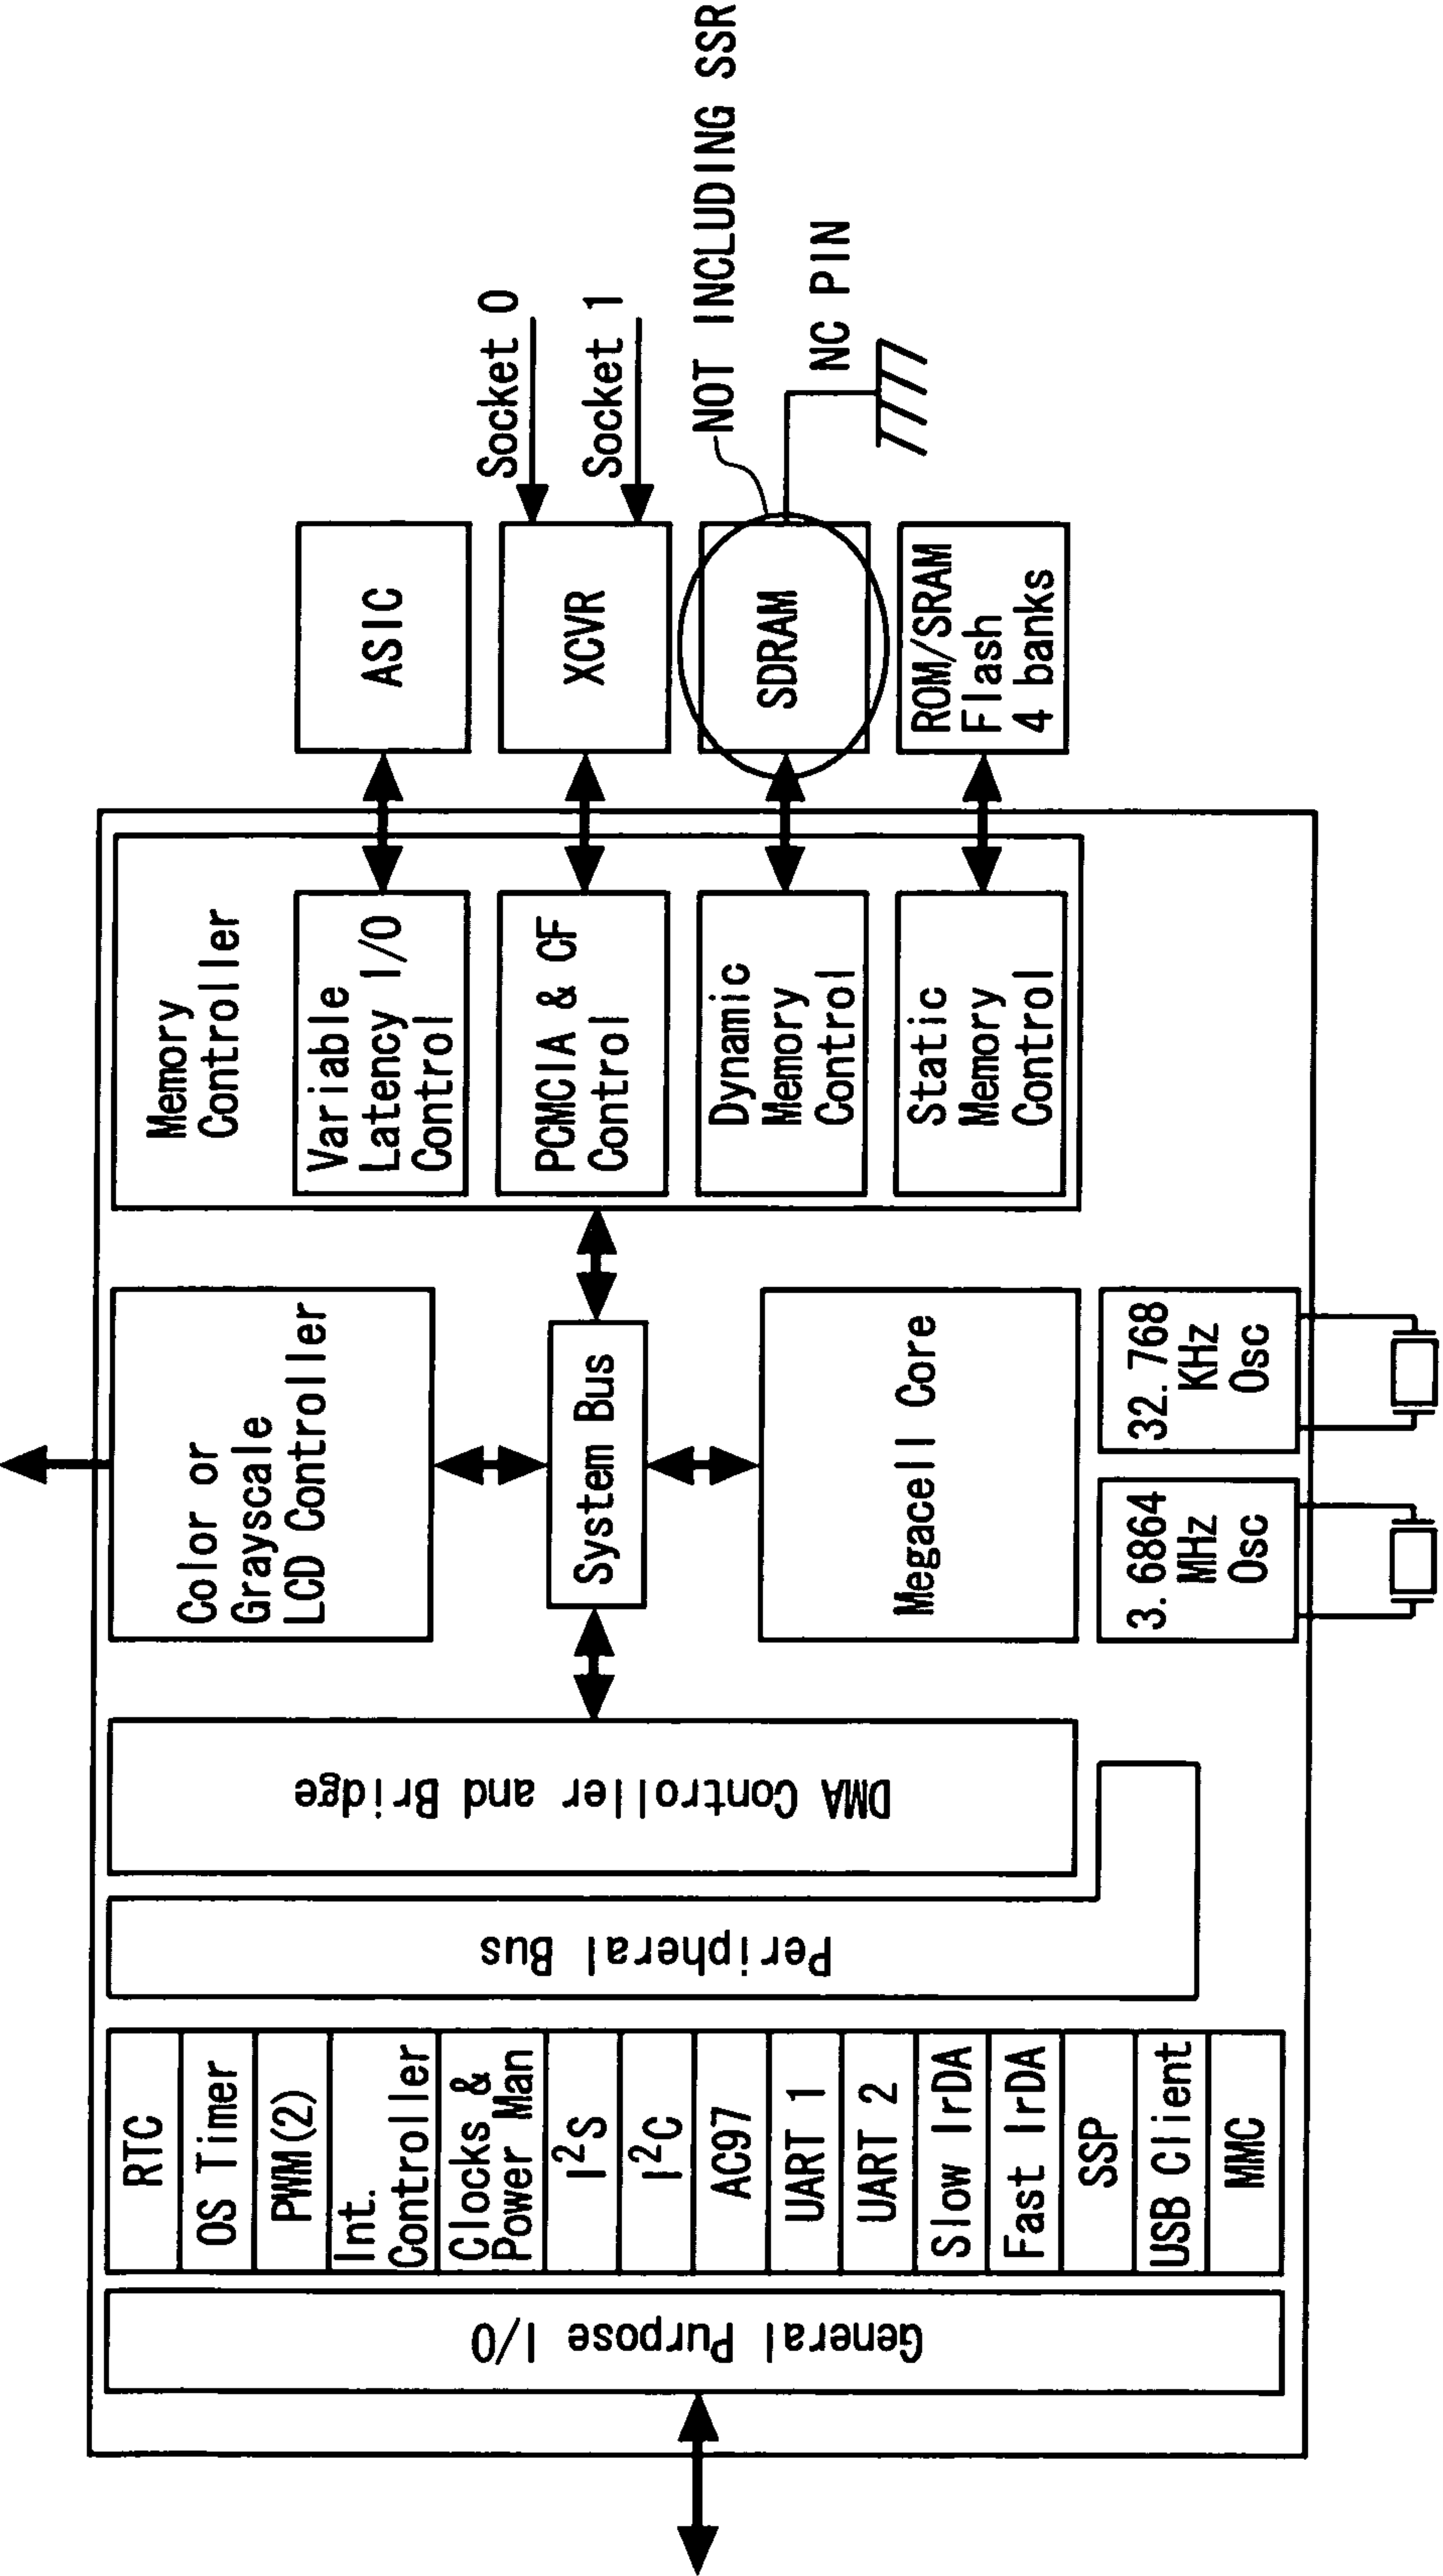 RTC
OS Timer
PWM(2)
Int.
Controller
Clocks &
Power Man
I²S
I²C
AC97
UART 1
UART 2
Slow IrDA
Fast IrDA
SSP
USB Client
MMC
General Purpose I/O
Peripheral Bus
DMA Controller and Bridge
Color or
Grayscale
LCD Controller
System Bus
Megacell Core
3.6864
MHz
Osc
32.768
KHz
Osc
Memory
Controller
Variable
Latency I/O
Control
PCMCIA & CF
Control
Dynamic
Memory
Control
Static
Memory
Control
ASIC
XCVR
SDRAM
ROM/SRAM
Flash
4 banks
Socket 0
Socket 1
NOT INCLUDING SSR
NC PIN